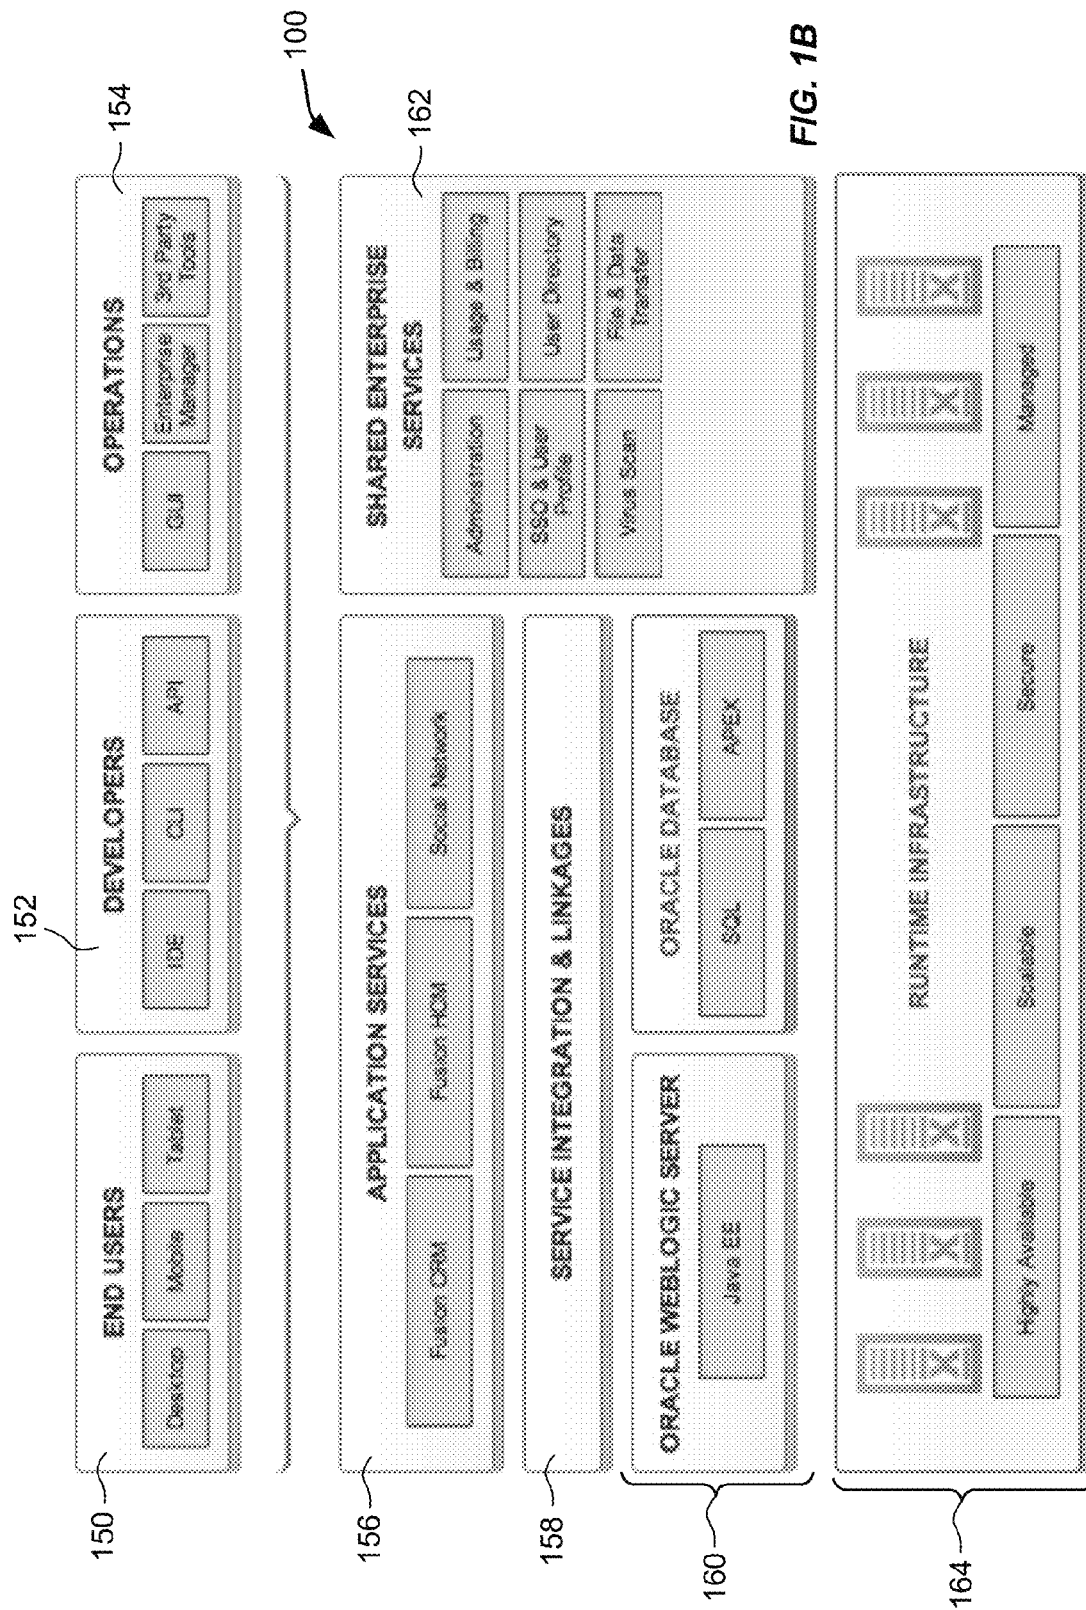 150
END USERS
Desktop
Mobile
Tablet
152
DEVELOPERS
IDE
CLI
API
154
OPERATIONS
GUI
Enterprise
Manager
3rd Party
Tools
100
156
APPLICATION SERVICES
Fusion CRM
Fusion HCM
Social Network
158
SERVICE INTEGRATION & LINKAGES
160
ORACLE WEBLOGIC SERVER
Java EE
ORACLE DATABASE
SQL
APEX
162
SHARED ENTERPRISE
SERVICES
Administration
Usage & Billing
SSO & User
Profile
User Directory
Virus Scan
File & Data
Transfer
164
RUNTIME INFRASTRUCTURE
X
X
X
X
X
X
Highly Available
Scalable
Secure
Managed
FIG. 1B